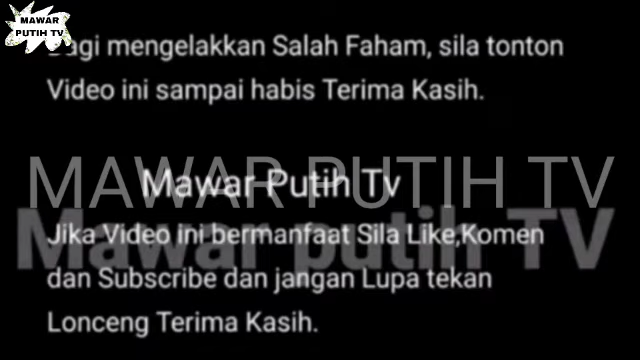 MAWAR
PUTIH TV
Bagi mengelakkan Salah Faham, sila tonton
Video ini sampai habis Terima Kasih.
MAWAR PUTIH TV
Mawar Putih Tv
Mawar putih TV
Jika Video ini bermanfaat Sila Like,Komen
dan Subscribe dan jangan Lupa tekan
Lonceng Terima Kasih.